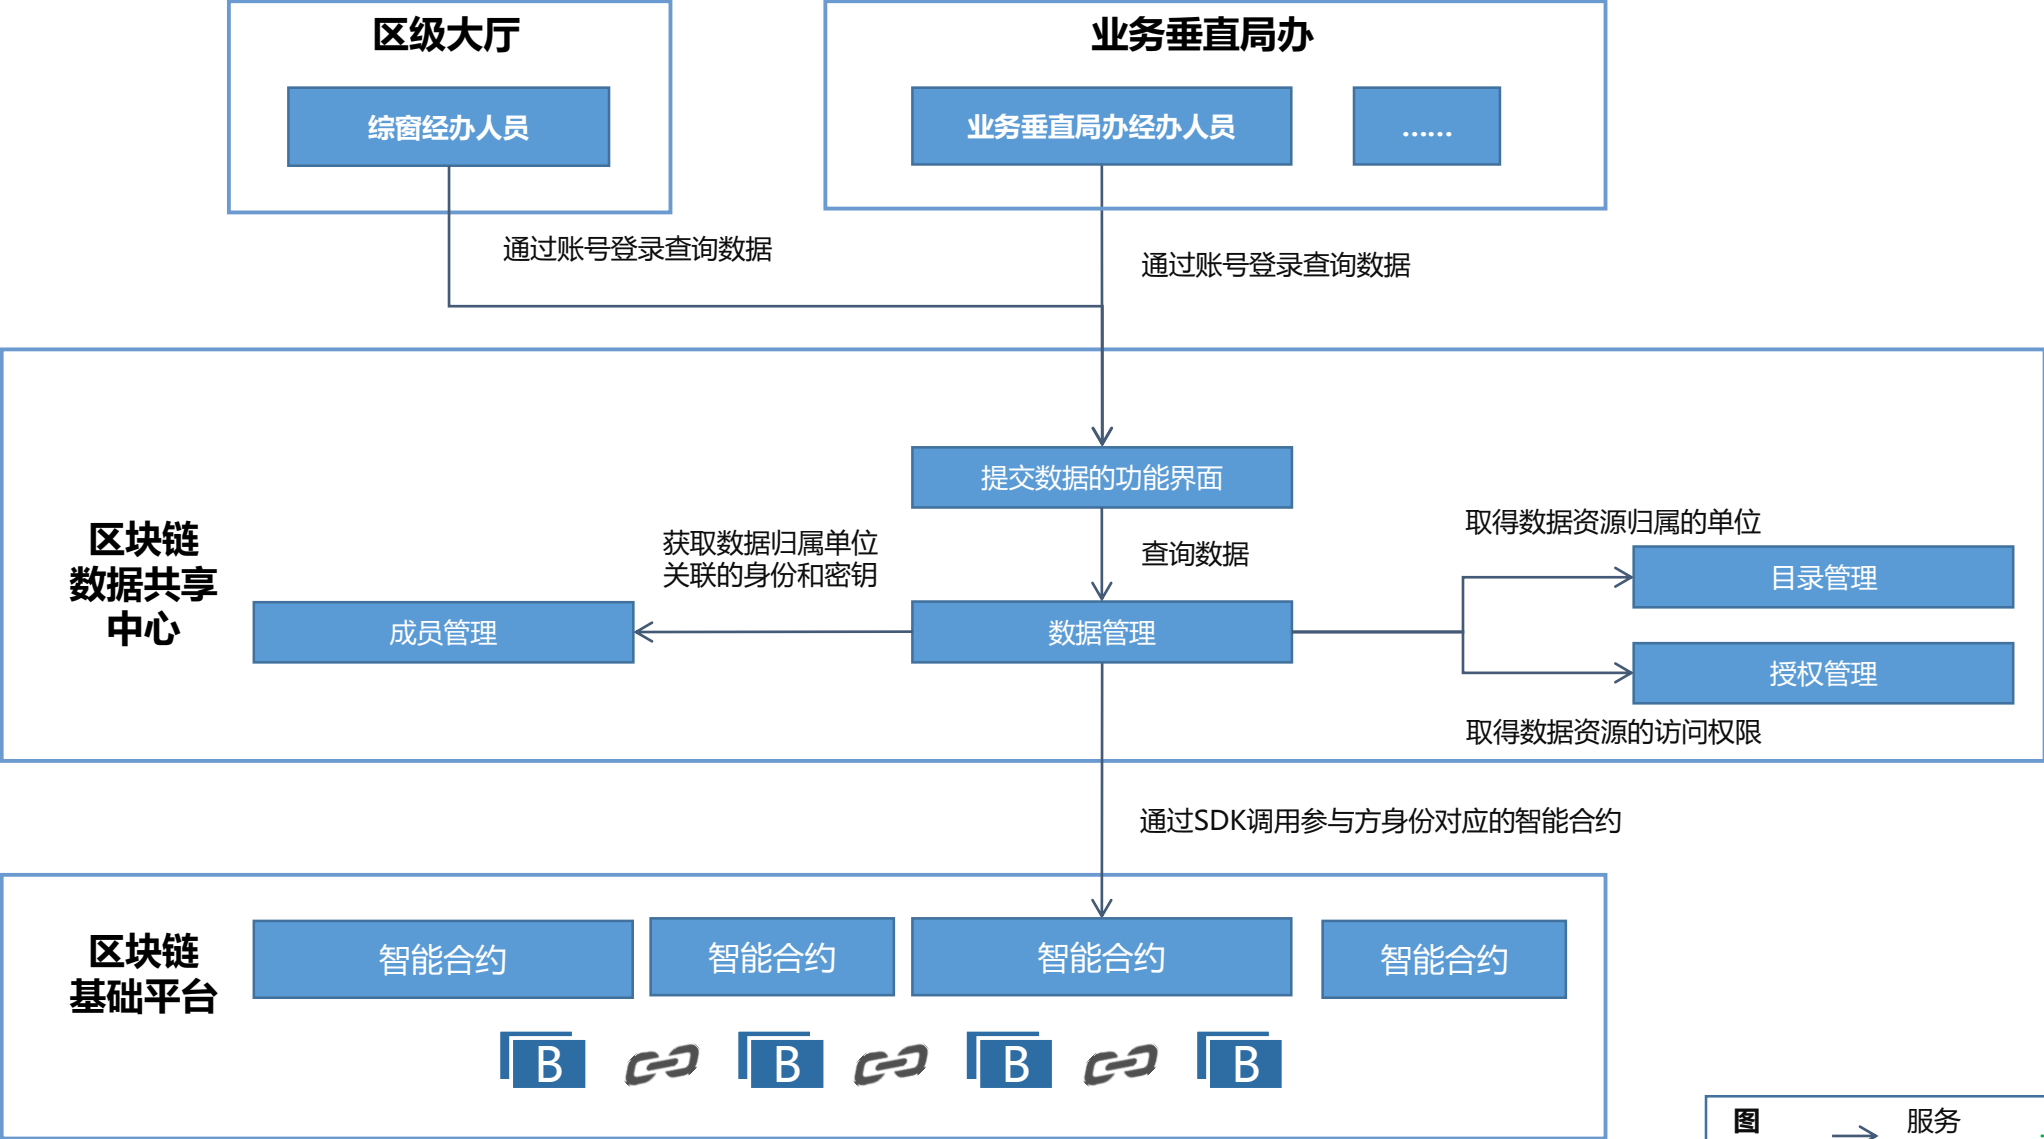 区级大厅
业务垂直局办
综窗经办人员
业务垂直局办经办人员
……
通过账号登录查询数据
通过账号登录查询数据
提交数据的功能界面
区块链
数据共享
中心
获取数据归属单位
关联的身份和密钥
查询数据
取得数据资源归属的单位
目录管理
成员管理
数据管理
授权管理
取得数据资源的访问权限
通过SDK调用参与方身份对应的智能合约
区块链
基础平台
智能合约
智能合约
智能合约
智能合约
B
B
B
B
图
服务